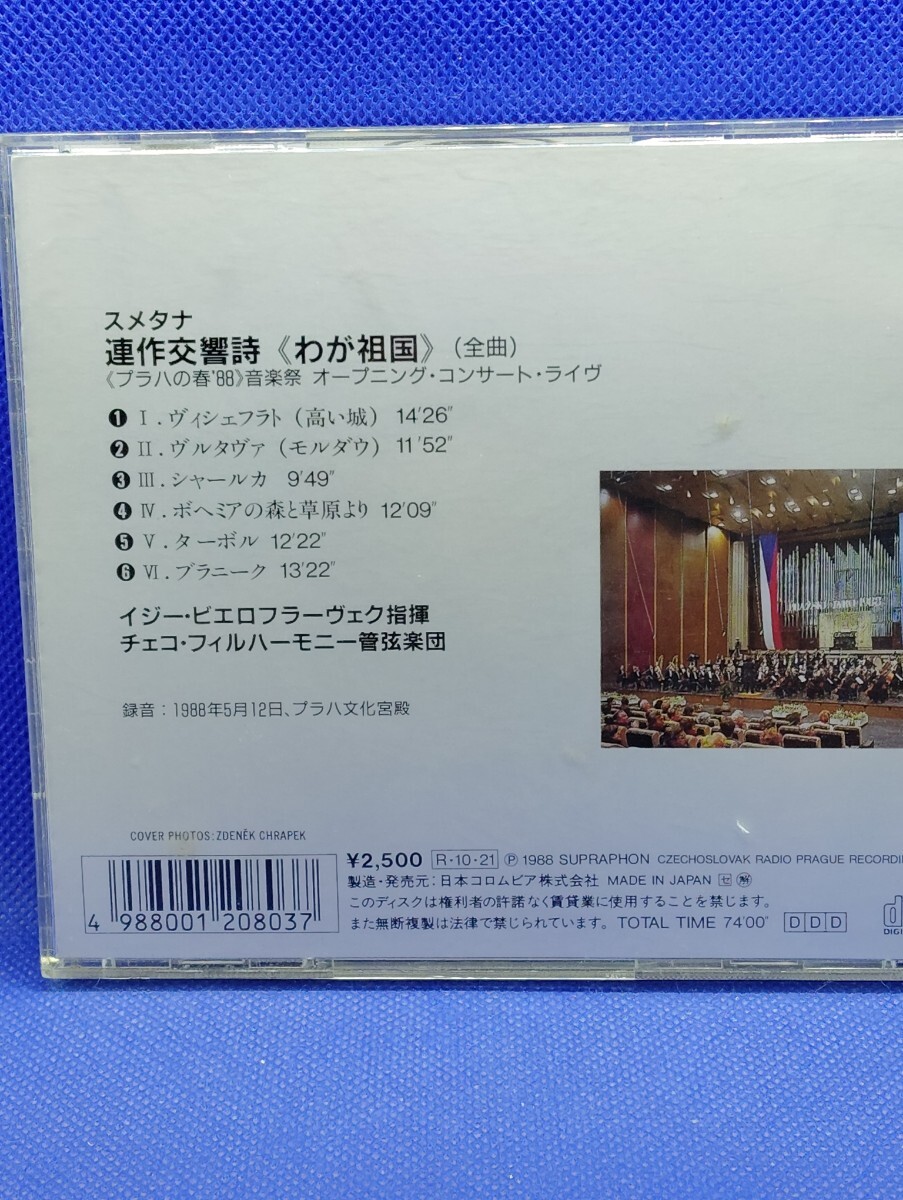 スメタナ
連作交響詩《わが祖国》(全曲)
《プラハの春'88》音楽祭 オープニング・コンサート・ライヴ
❶ Ⅰ.ヴィシェフラト(高い城) 14'26"
❷ Ⅱ.ヴルタヴァ(モルダウ) 11'52"
❸ Ⅲ.シャールカ 9'49"
❹ Ⅳ.ボヘミアの森と草原より 12'09"
❺ Ⅴ.ターボル 12'22"
❻ Ⅵ.ブラニーク 13'22"
イジー・ビエロフラーヴェク指揮
チェコ・フィルハーモニー管弦楽団
録音:1988年5月12日、プラハ文化宮殿
COVER PHOTOS:ZDENĚK CHRAPEK
4 988001 208037
¥2,500 R・10・21 Ⓟ 1988 SUPRAPHON CZECHOSLOVAK RADIO PRAGUE RECORDIN
製造・発売元:日本コロムビア株式会社 MADE IN JAPAN セ 解
このディスクは権利者の許諾なく賃貸業に使用することを禁じます。
また無断複製は法律で禁じられています。 TOTAL TIME 74'00" DDD
DIGI